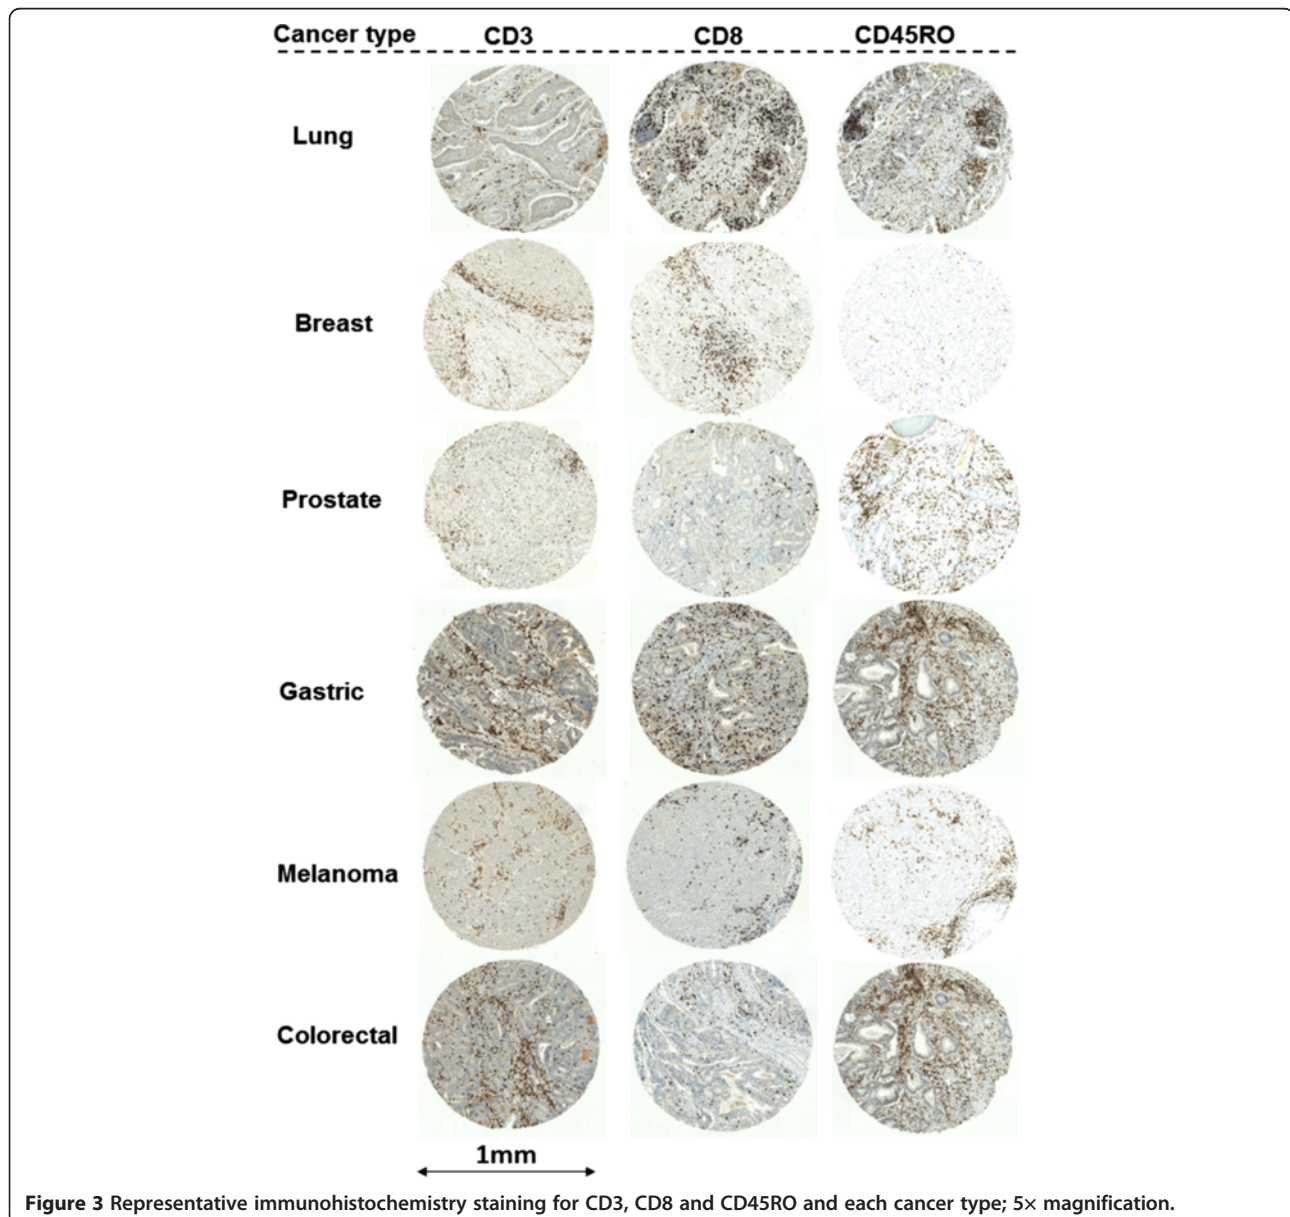 Cancer type CD3 CD8 CD45RO
Lung
Breast
Prostate
Gastric
Melanoma
Colorectal
1mm
Figure 3 Representative immunohistochemistry staining for CD3, CD8 and CD45RO and each cancer type; 5× magnification.